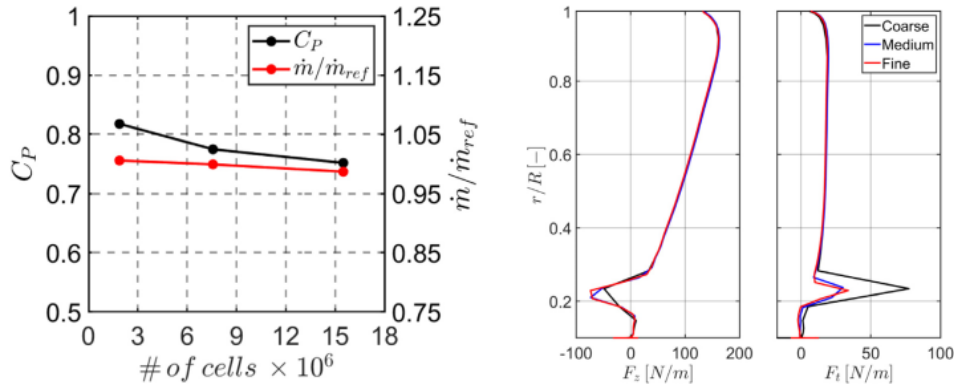 1
0.9
0.8
0.7
0.6
0.5
C_P
1.25
1.15
1.05
0.95
0.85
0.75
ṁ/ṁ_ref
C_P
ṁ/ṁ_ref
0 3 6 9 12 15 18
# of cells × 10^6
1
0.8
0.6
0.4
0.2
r/R [−]
-100 0 100 200
F_z [N/m]
Coarse
Medium
Fine
0 50 100
F_t [N/m]